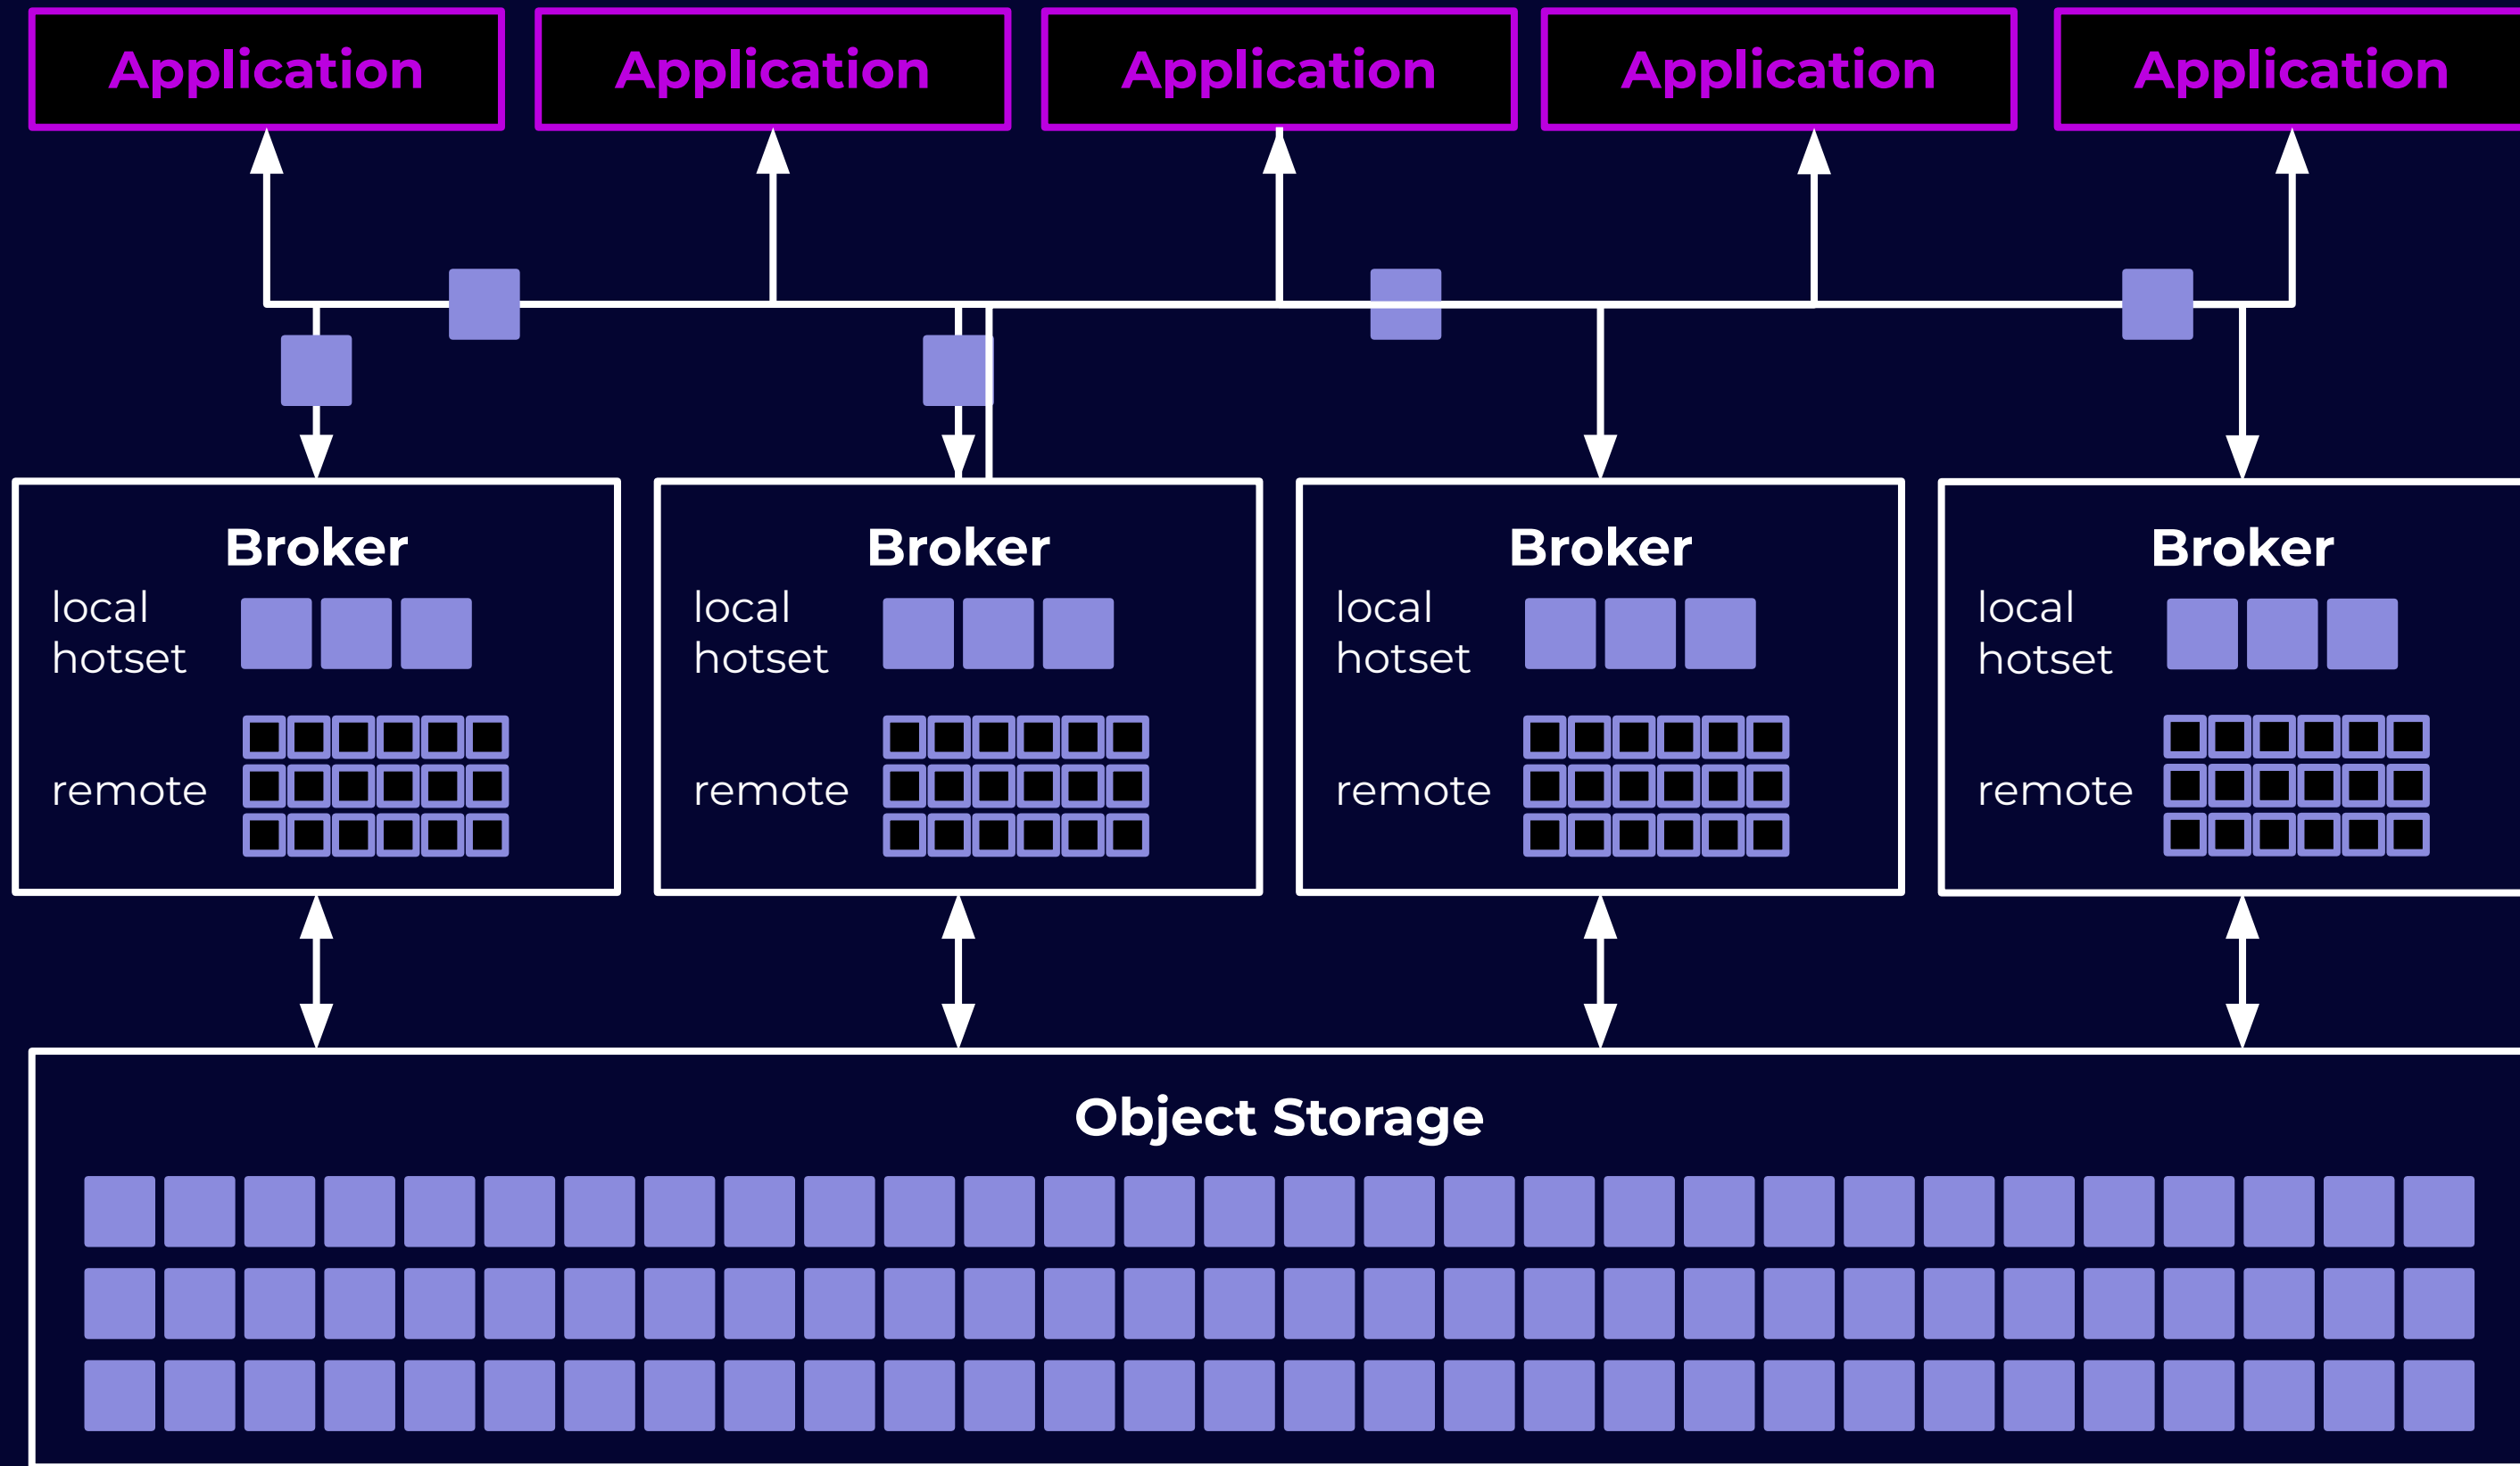 Application
Application
Application
Application
Application
Broker
local
hotset
remote
Broker
local
hotset
remote
Broker
local
hotset
remote
Broker
local
hotset
remote
Object Storage